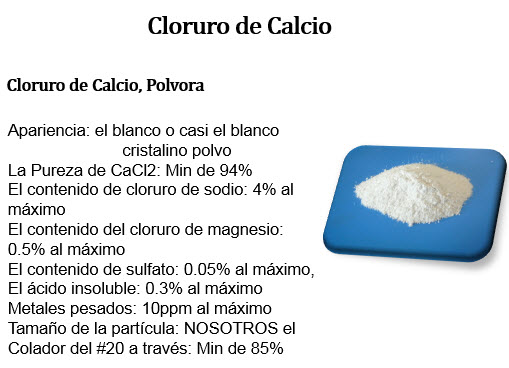 Cloruro de Calcio
Cloruro de Calcio, Polvora
Apariencia: el blanco o casi el blanco
cristalino polvo
La Pureza de CaCl2: Min de 94%
El contenido de cloruro de sodio: 4% al
máximo
El contenido del cloruro de magnesio:
0.5% al máximo
El contenido de sulfato: 0.05% al máximo,
El ácido insoluble: 0.3% al máximo
Metales pesados: 10ppm al máximo
Tamaño de la partícula: NOSOTROS el
Colador del #20 a través: Min de 85%